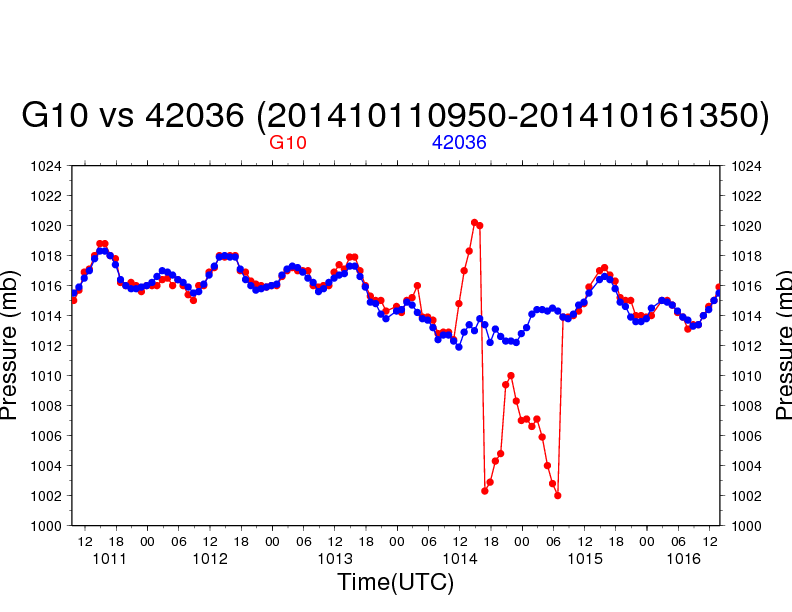 G10 vs 42036 (201410110950-201410161350)
G10 42036
1024 1024
1022 1022
1020 1020
1018 1018
1016 1016
1014 1014
1012 1012
1010 1010
1008 1008
1006 1006
1004 1004
1002 1002
1000 1000
Pressure (mb)
Pressure (mb)
12 18 00 06 12 18 00 06 12 18 00 06 12 18 00 06 12 18 00 06 12
1011 1012 1013 1014 1015 1016
Time(UTC)